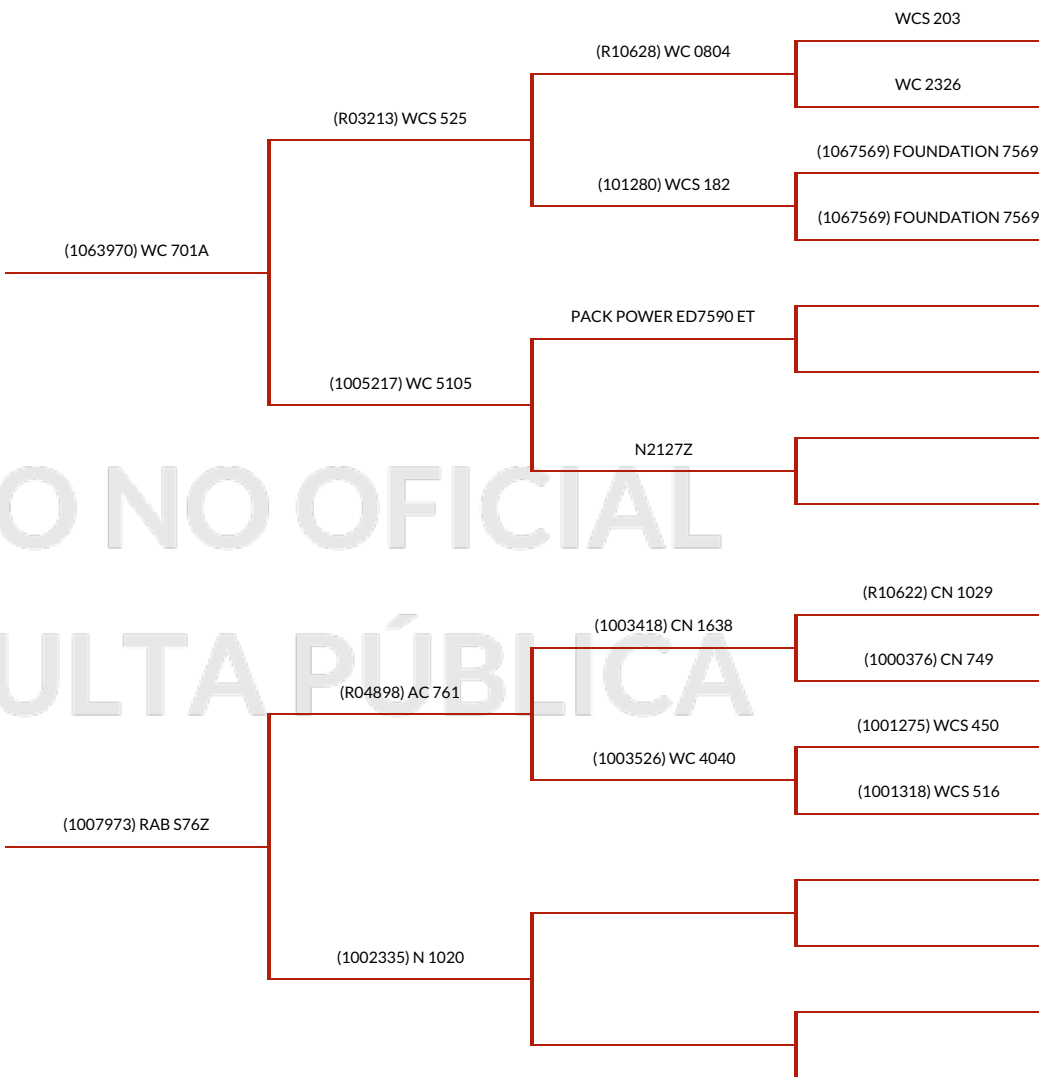 WCS 203
(R10628) WC 0804
WC 2326
(R03213) WCS 525
(1067569) FOUNDATION 7569
(101280) WCS 182
(1067569) FOUNDATION 7569
(1063970) WC 701A
PACK POWER ED7590 ET
(1005217) WC 5105
N2127Z
O NO OFICIAL
(R10622) CN 1029
(1003418) CN 1638
(1000376) CN 749
ULTA PÚBLICA
(R04898) AC 761
(1001275) WCS 450
(1003526) WC 4040
(1001318) WCS 516
(1007973) RAB S76Z
(1002335) N 1020